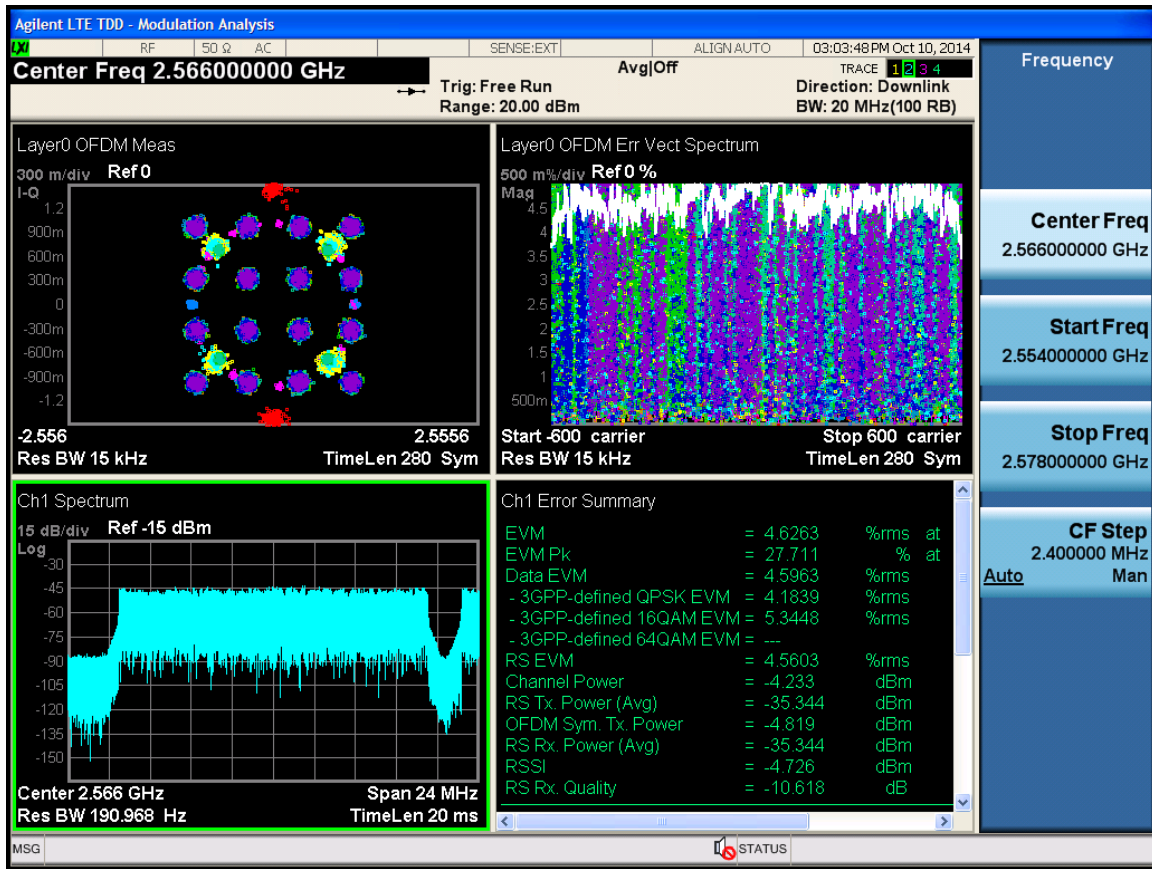 Agilent LTE TDD - Modulation Analysis
LXI RF 50 Ω AC SENSE:EXT ALIGN AUTO 03:03:48 PM Oct 10, 2014
Center Freq 2.566000000 GHz
Avg|Off
TRACE 1 2 3 4
Trig: Free Run
Direction: Downlink
Range: 20.00 dBm
BW: 20 MHz(100 RB)
Layer0 OFDM Meas
300 m/div Ref 0
I-Q
1.2
900m
600m
300m
0
-300m
-600m
-900m
-1.2
-2.556 2.5556
Res BW 15 kHz TimeLen 280 Sym
Layer0 OFDM Err Vect Spectrum
500 m%/div Ref 0 %
Mag
4.5
4
3.5
3
2.5
2
1.5
1
500m
Start -600 carrier Stop 600 carrier
Res BW 15 kHz TimeLen 280 Sym
Ch1 Spectrum
15 dB/div Ref -15 dBm
Log
-30
-45
-60
-75
-90
-105
-120
-135
-150
Center 2.566 GHz Span 24 MHz
Res BW 190.968 Hz TimeLen 20 ms
Ch1 Error Summary
EVM = 4.6263 %rms at
EVM Pk = 27.711 % at
Data EVM = 4.5963 %rms
- 3GPP-defined QPSK EVM = 4.1839 %rms
- 3GPP-defined 16QAM EVM = 5.3448 %rms
- 3GPP-defined 64QAM EVM = ---
RS EVM = 4.5603 %rms
Channel Power = -4.233 dBm
RS Tx. Power (Avg) = -35.344 dBm
OFDM Sym. Tx. Power = -4.819 dBm
RS Rx. Power (Avg) = -35.344 dBm
RSSI = -4.726 dBm
RS Rx. Quality = -10.618 dB
Frequency
Center Freq
2.566000000 GHz
Start Freq
2.554000000 GHz
Stop Freq
2.578000000 GHz
CF Step
2.400000 MHz
Auto Man
MSG STATUS